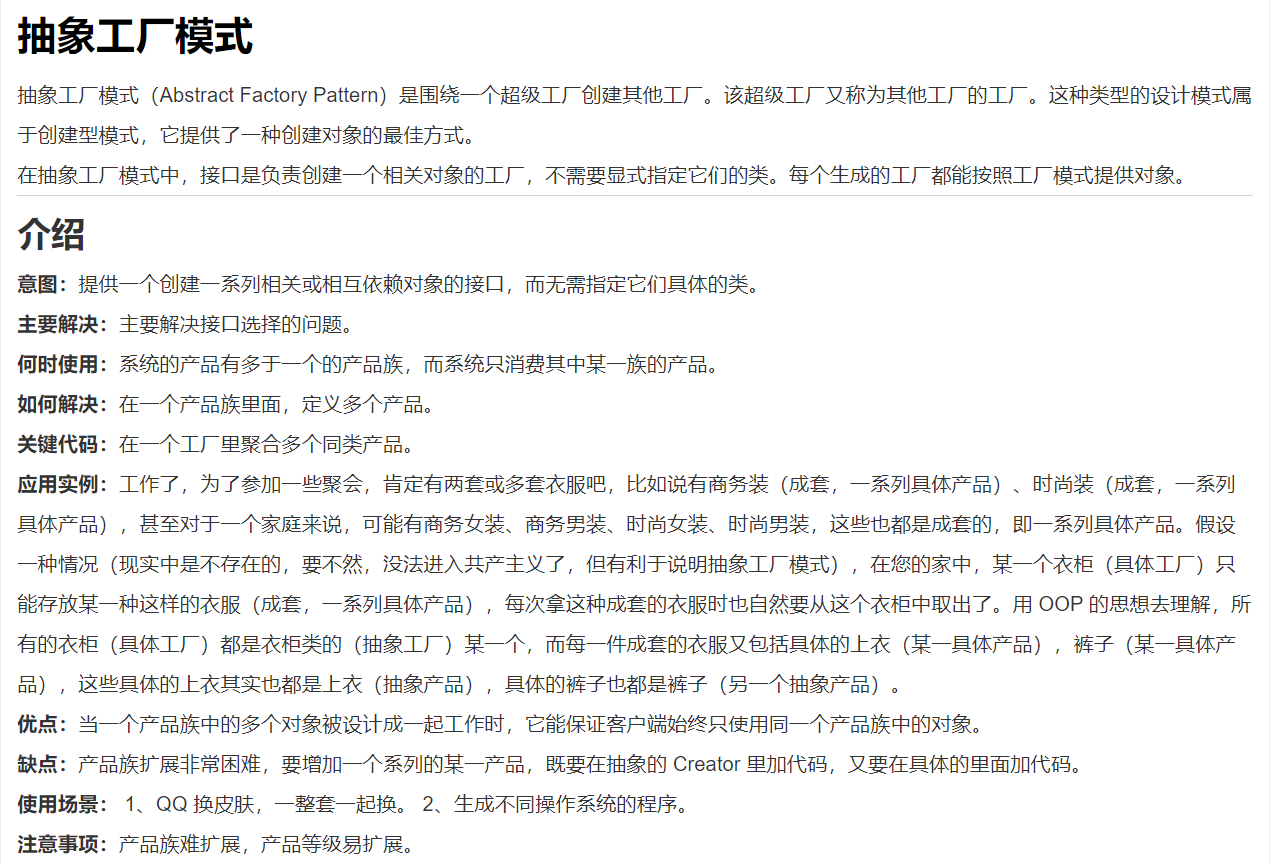 抽象工厂模式
抽象工厂模式（Abstract Factory Pattern）是围绕一个超级工厂创建其他工厂。该超级工厂又称为其他工厂的工厂。这种类型的设计模式属
于创建型模式，它提供了一种创建对象的最佳方式。
在抽象工厂模式中，接口是负责创建一个相关对象的工厂，不需要显式指定它们的类。每个生成的工厂都能按照工厂模式提供对象。
介绍
意图：提供一个创建一系列相关或相互依赖对象的接口，而无需指定它们具体的类。
主要解决：主要解决接口选择的问题。
何时使用：系统的产品有多于一个的产品族，而系统只消费其中某一族的产品。
如何解决：在一个产品族里面，定义多个产品。
关键代码：在一个工厂里聚合多个同类产品。
应用实例：工作了，为了参加一些聚会，肯定有两套或多套衣服吧，比如说有商务装（成套，一系列具体产品）、时尚装（成套，一系列
具体产品），甚至对于一个家庭来说，可能有商务女装、商务男装、时尚女装、时尚男装，这些也都是成套的，即一系列具体产品。假设
一种情况（现实中是不存在的，要不然，没法进入共产主义了，但有利于说明抽象工厂模式），在您的家中，某一个衣柜（具体工厂）只
能存放某一种这样的衣服（成套，一系列具体产品），每次拿这种成套的衣服时也自然要从这个衣柜中取出了。用 OOP 的思想去理解，所
有的衣柜（具体工厂）都是衣柜类的（抽象工厂）某一个，而每一件成套的衣服又包括具体的上衣（某一具体产品），裤子（某一具体产
品），这些具体的上衣其实也都是上衣（抽象产品），具体的裤子也都是裤子（另一个抽象产品）。
优点：当一个产品族中的多个对象被设计成一起工作时，它能保证客户端始终只使用同一个产品族中的对象。
缺点：产品族扩展非常困难，要增加一个系列的某一产品，既要在抽象的 Creator 里加代码，又要在具体的里面加代码。
使用场景： 1、QQ 换皮肤，一整套一起换。 2、生成不同操作系统的程序。
注意事项：产品族难扩展，产品等级易扩展。